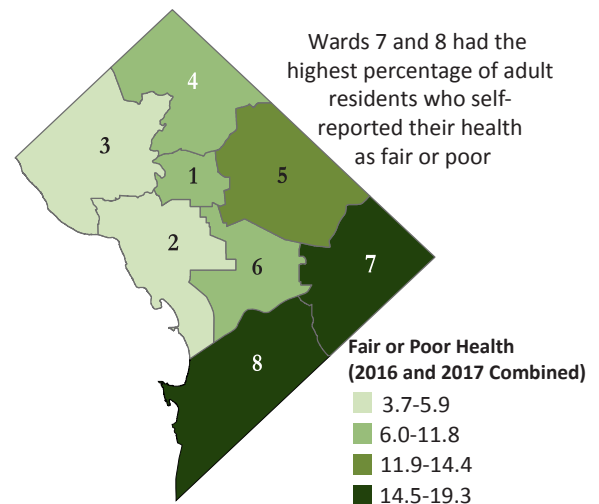 Wards 7 and 8 had the
highest percentage of adult
residents who self-
reported their health
as fair or poor
4
3
1
5
2
6
7
8
Fair or Poor Health
(2016 and 2017 Combined)
3.7-5.9
6.0-11.8
11.9-14.4
14.5-19.3